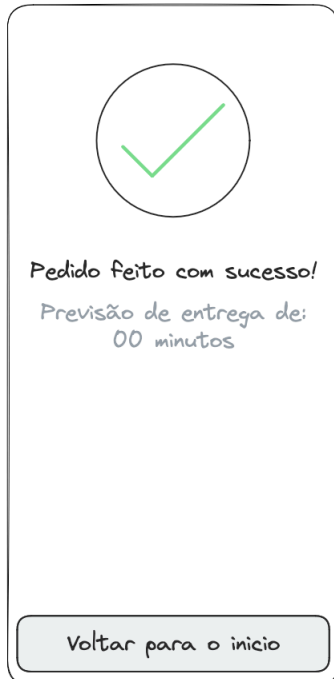 Pedido feito com sucesso!
Previsão de entrega de:
00 minutos
Voltar para o inicio